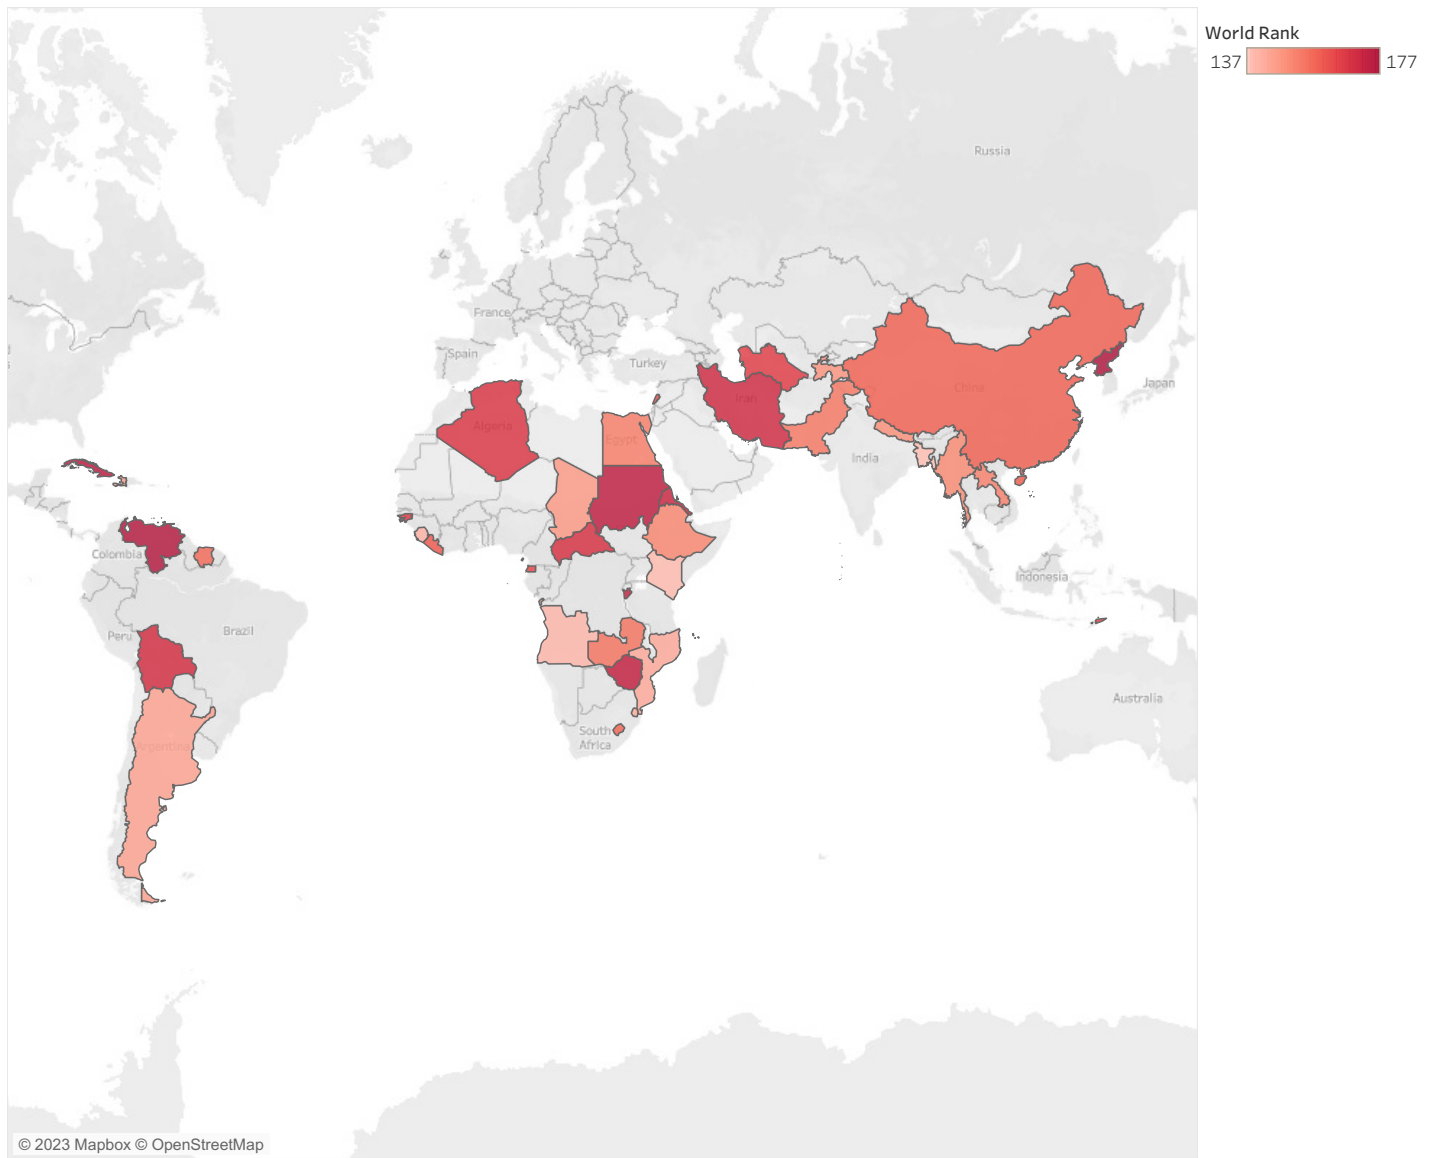 World Rank
137 177
Russia
France
Spain
Turkey
Japan
China
Iran
Algeria
Egypt
India
Colombia
Indonesia
Peru
Brazil
Australia
South
Africa
Argentina
© 2023 Mapbox © OpenStreetMap